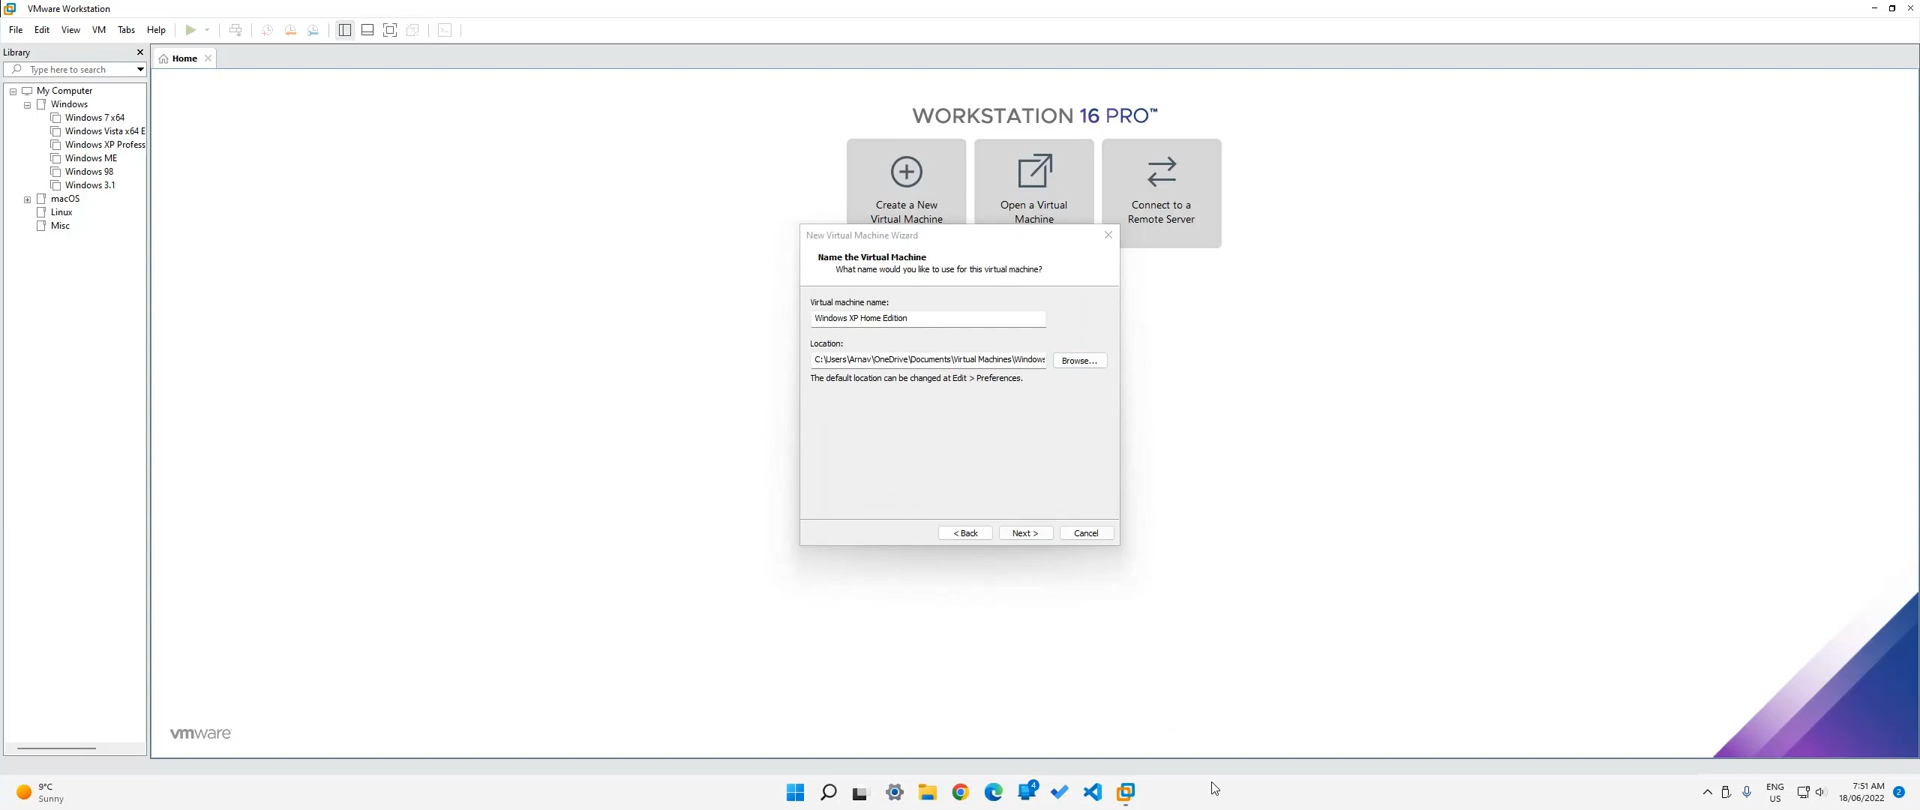 VMware Workstation
File Edit View VM Tabs Help
Library
Type here to search
Home
My Computer
Windows
Windows 7 x64
Windows Vista x64 E
Windows XP Profess
Windows ME
Windows 98
Windows 3.1
macOS
Linux
Misc
WORKSTATION 16 PRO™
Create a New
Virtual Machine
Open a Virtual
Machine
Connect to a
Remote Server
New Virtual Machine Wizard
Name the Virtual Machine
What name would you like to use for this virtual machine?
Virtual machine name:
Windows XP Home Edition
Location:
C:\Users\Arnav\OneDrive\Documents\Virtual Machines\Windows
Browse...
The default location can be changed at Edit > Preferences.
< Back Next > Cancel
vmware
9°C
Sunny
4
ENG
US
7:51 AM
18/06/2022
2